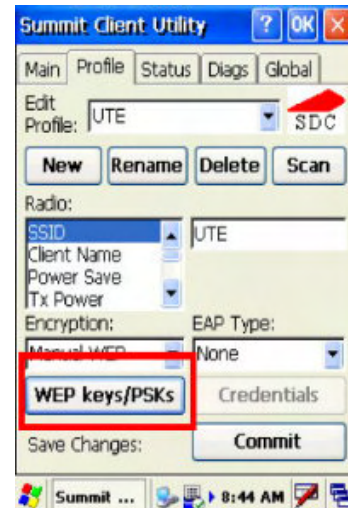 Summit Client Utility ? OK X
Main Profile Status Diags Global
Edit
Profile: UTE SDC
New Rename Delete Scan
Radio:
SSID UTE
Client Name
Power Save
Tx Power
Encryption: EAP Type:
Manual WEP None
WEP keys/PSKs Credentials
Save Changes: Commit
Summit ... 8:44 AM